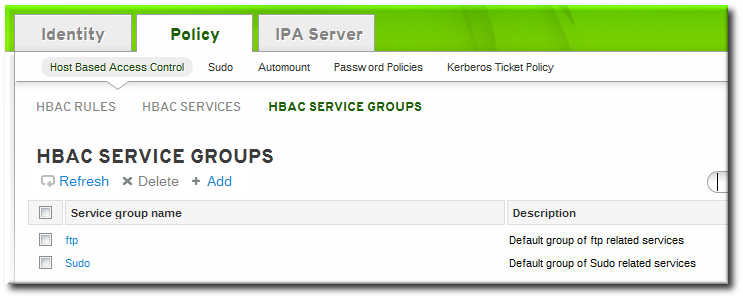 Identity Policy IPA Server
Host Based Access Control Sudo Automount Password Policies Kerberos Ticket Policy
HBAC RULES HBAC SERVICES HBAC SERVICE GROUPS
HBAC SERVICE GROUPS
Refresh Delete Add
Service group name Description
ftp Default group of ftp related services
Sudo Default group of Sudo related services